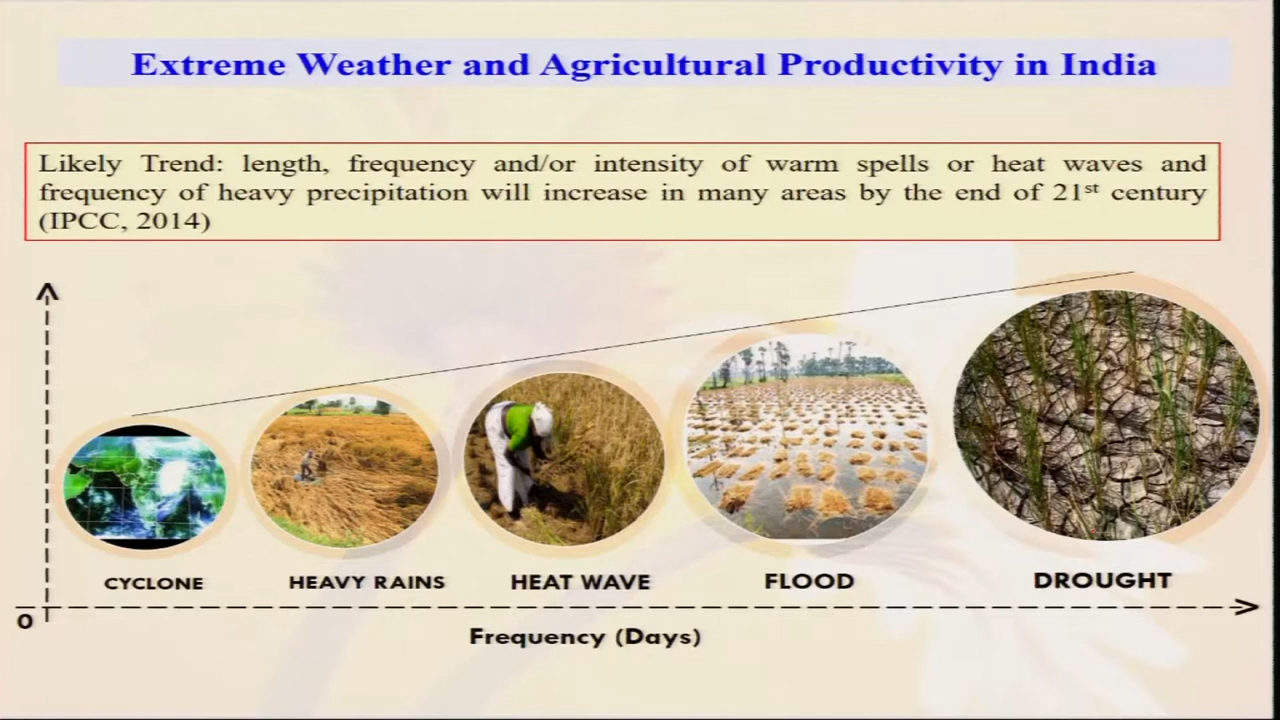 Extreme Weather and Agricultural Productivity in India
Likely Trend: length, frequency and/or intensity of warm spells or heat waves and
frequency of heavy precipitation will increase in many areas by the end of 21st century
(IPCC, 2014)
CYCLONE
HEAVY RAINS
HEAT WAVE
FLOOD
DROUGHT
0
Frequency (Days)